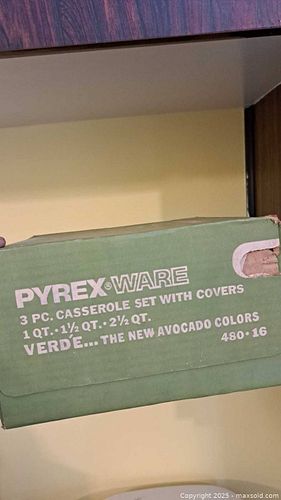 PYREX® WARE
3 PC. CASSEROLE SET WITH COVERS
1 QT. • 1½ QT. • 2½ QT.
VERDÉ... THE NEW AVOCADO COLORS
480 • 16
Copyright 2025 - maxsold.com